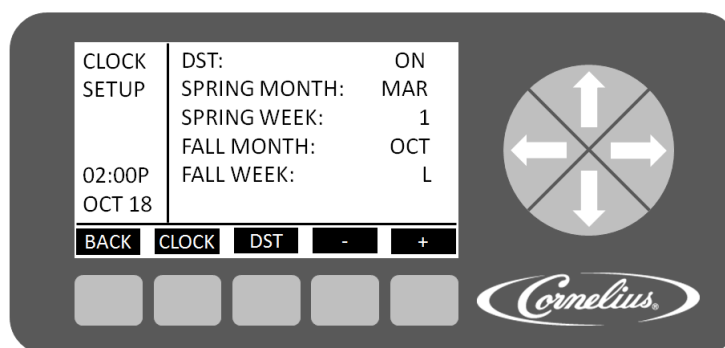 CLOCK
SETUP
02:00P
OCT 18
DST: ON
SPRING MONTH: MAR
SPRING WEEK: 1
FALL MONTH: OCT
FALL WEEK: L
BACK CLOCK DST - +
Cornelius®